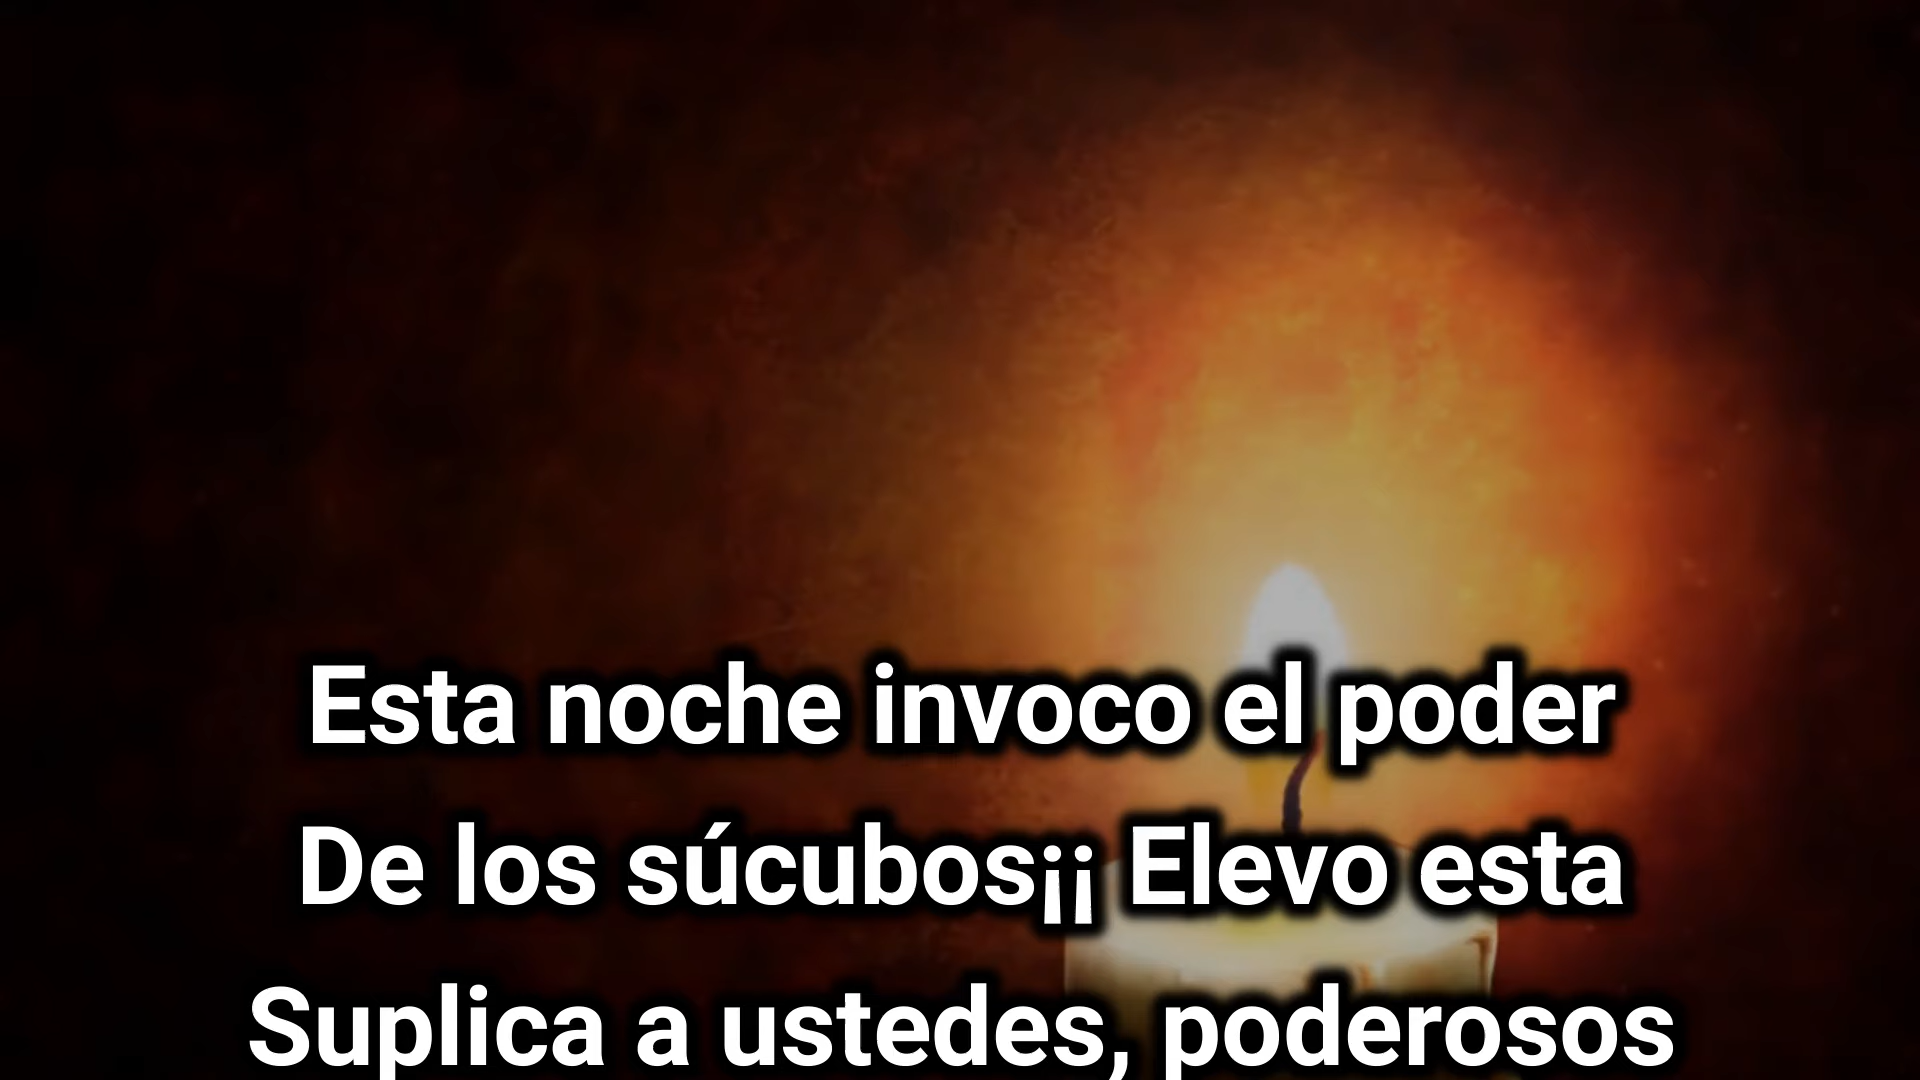 Esta noche invoco el poder
De los súcubos¡¡ Elevo esta
Suplica a ustedes, poderosos